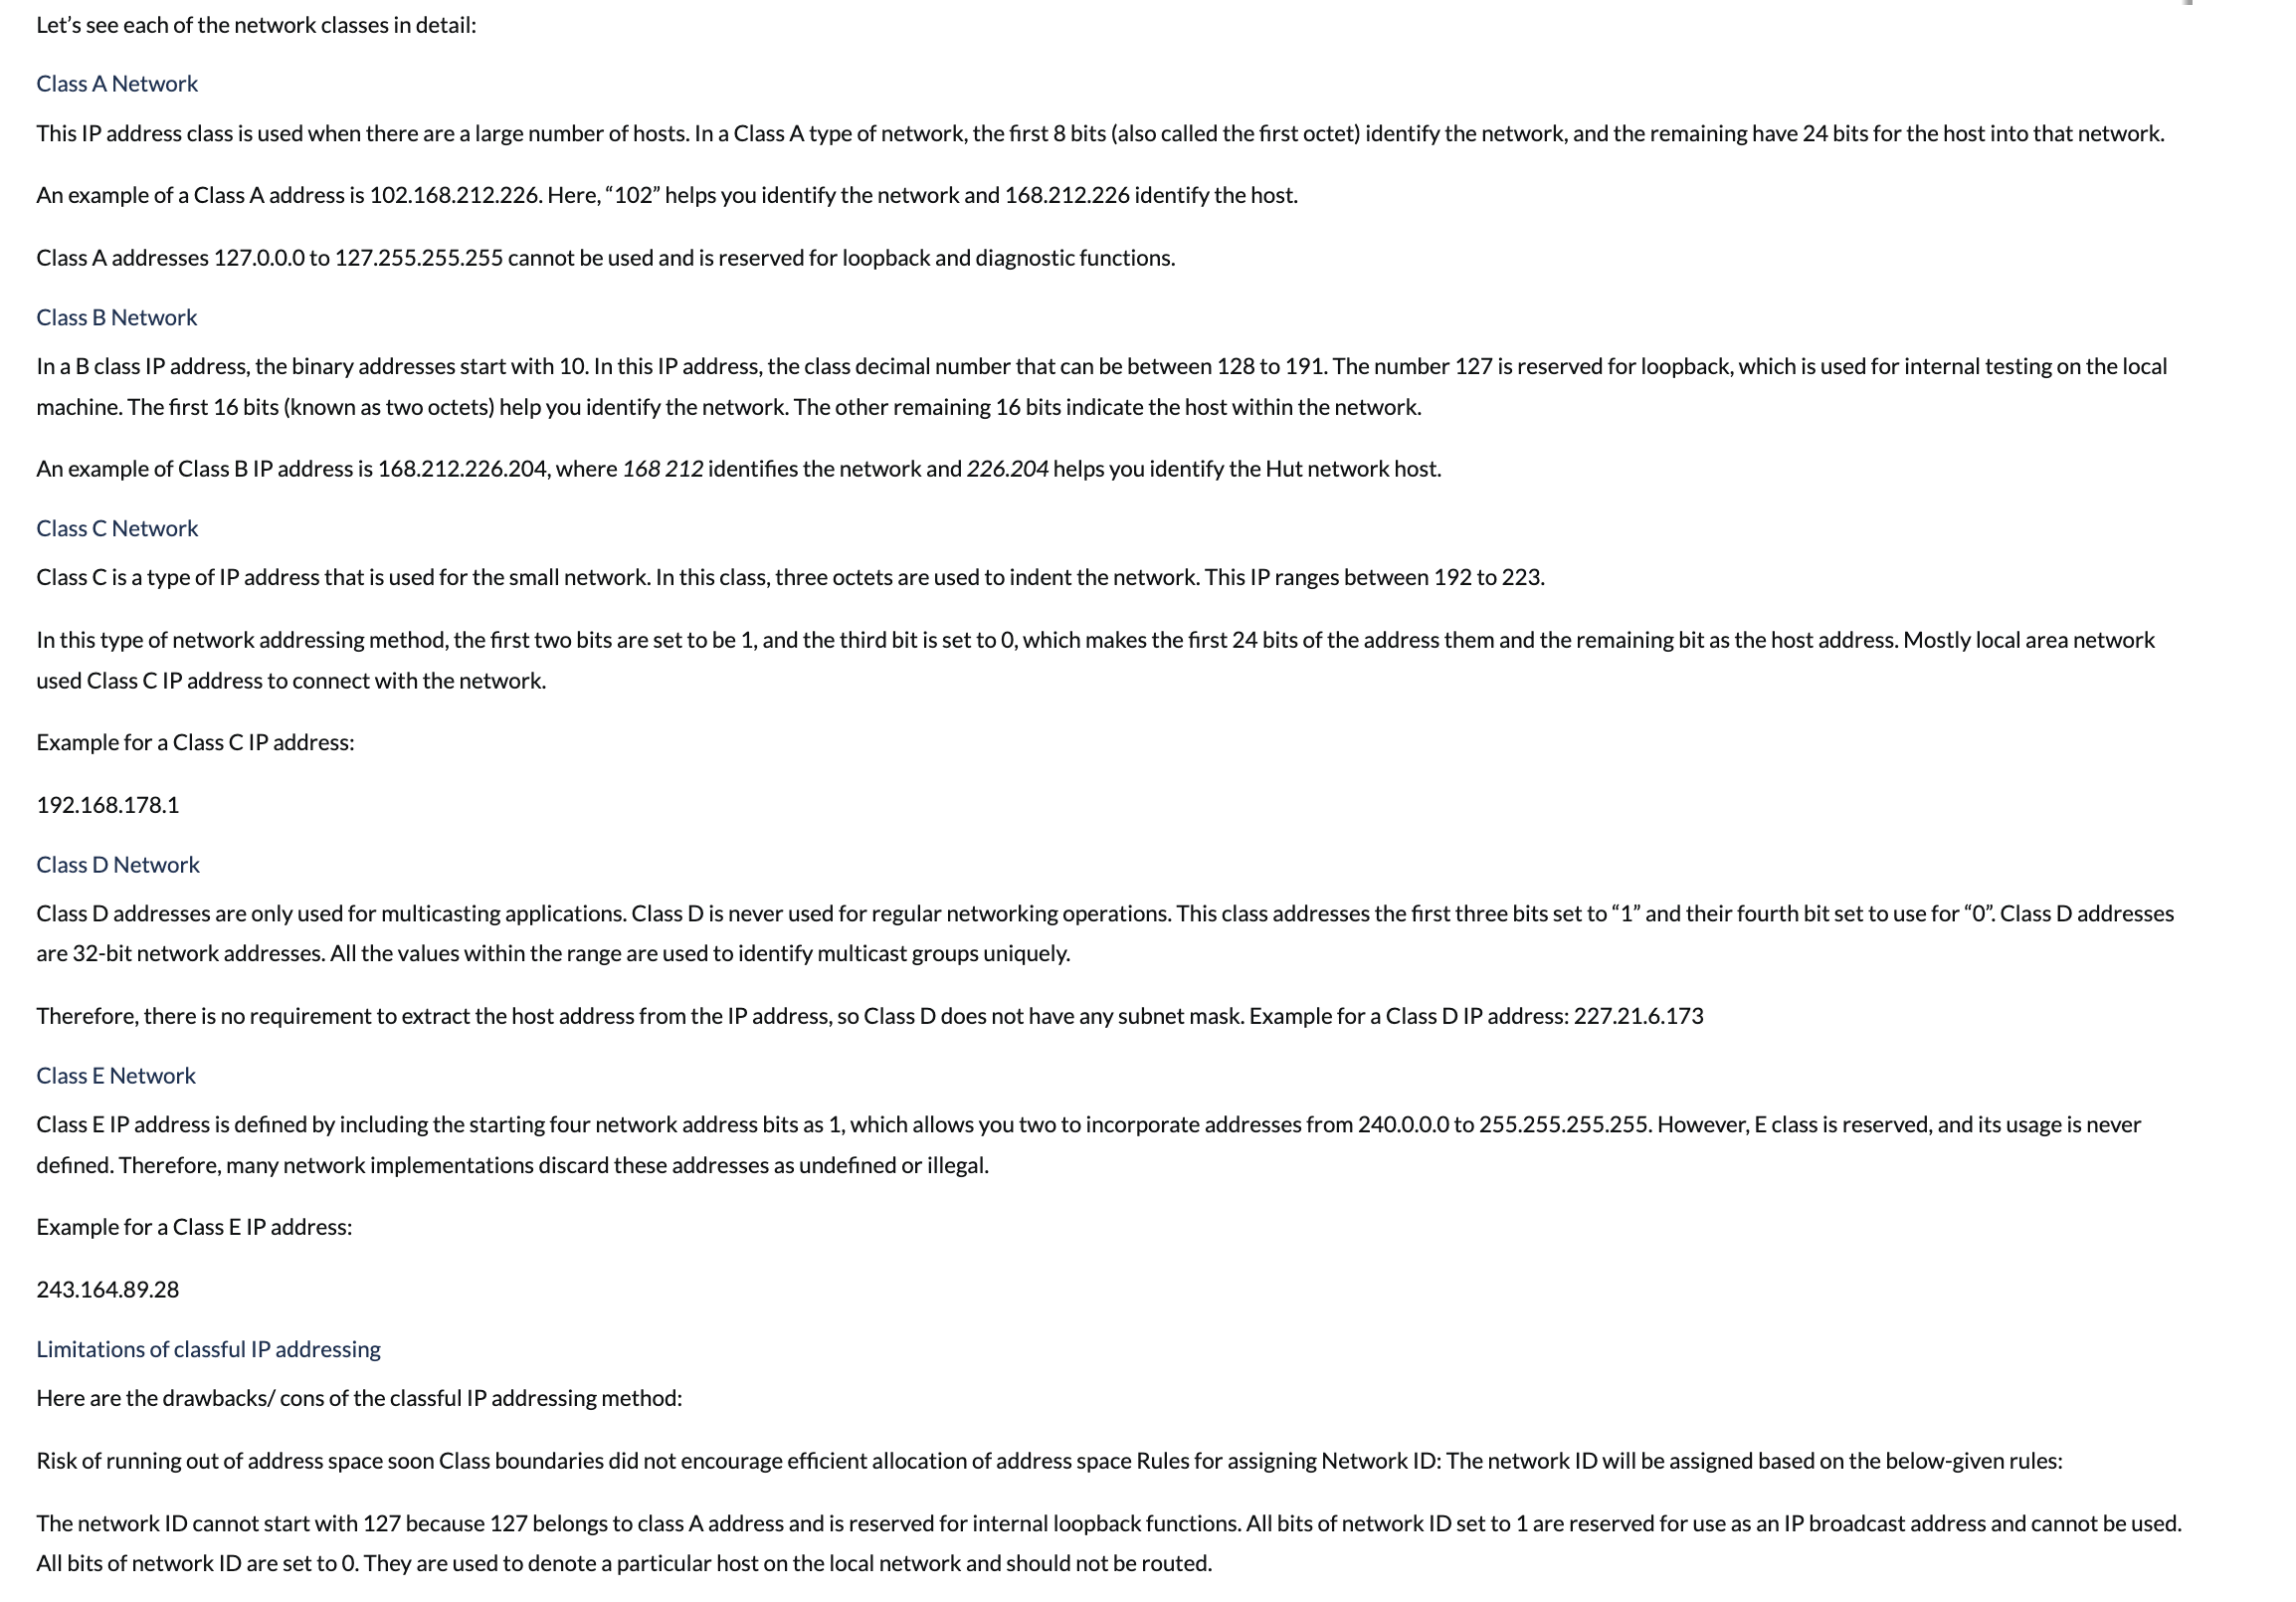 Let’s see each of the network classes in detail:
Class A Network
This IP address class is used when there are a large number of hosts. In a Class A type of network, the first 8 bits (also called the first octet) identify the network, and the remaining have 24 bits for the host into that network.
An example of a Class A address is 102.168.212.226. Here, “102” helps you identify the network and 168.212.226 identify the host.
Class A addresses 127.0.0.0 to 127.255.255.255 cannot be used and is reserved for loopback and diagnostic functions.
Class B Network
In a B class IP address, the binary addresses start with 10. In this IP address, the class decimal number that can be between 128 to 191. The number 127 is reserved for loopback, which is used for internal testing on the local
machine. The first 16 bits (known as two octets) help you identify the network. The other remaining 16 bits indicate the host within the network.
An example of Class B IP address is 168.212.226.204, where 168 212 identifies the network and 226.204 helps you identify the Hut network host.
Class C Network
Class C is a type of IP address that is used for the small network. In this class, three octets are used to indent the network. This IP ranges between 192 to 223.
In this type of network addressing method, the first two bits are set to be 1, and the third bit is set to 0, which makes the first 24 bits of the address them and the remaining bit as the host address. Mostly local area network
used Class C IP address to connect with the network.
Example for a Class C IP address:
192.168.178.1
Class D Network
Class D addresses are only used for multicasting applications. Class D is never used for regular networking operations. This class addresses the first three bits set to “1” and their fourth bit set to use for “0”. Class D addresses
are 32-bit network addresses. All the values within the range are used to identify multicast groups uniquely.
Therefore, there is no requirement to extract the host address from the IP address, so Class D does not have any subnet mask. Example for a Class D IP address: 227.21.6.173
Class E Network
Class E IP address is defined by including the starting four network address bits as 1, which allows you two to incorporate addresses from 240.0.0.0 to 255.255.255.255. However, E class is reserved, and its usage is never
defined. Therefore, many network implementations discard these addresses as undefined or illegal.
Example for a Class E IP address:
243.164.89.28
Limitations of classful IP addressing
Here are the drawbacks/ cons of the classful IP addressing method:
Risk of running out of address space soon Class boundaries did not encourage efficient allocation of address space Rules for assigning Network ID: The network ID will be assigned based on the below-given rules:
The network ID cannot start with 127 because 127 belongs to class A address and is reserved for internal loopback functions. All bits of network ID set to 1 are reserved for use as an IP broadcast address and cannot be used.
All bits of network ID are set to 0. They are used to denote a particular host on the local network and should not be routed.